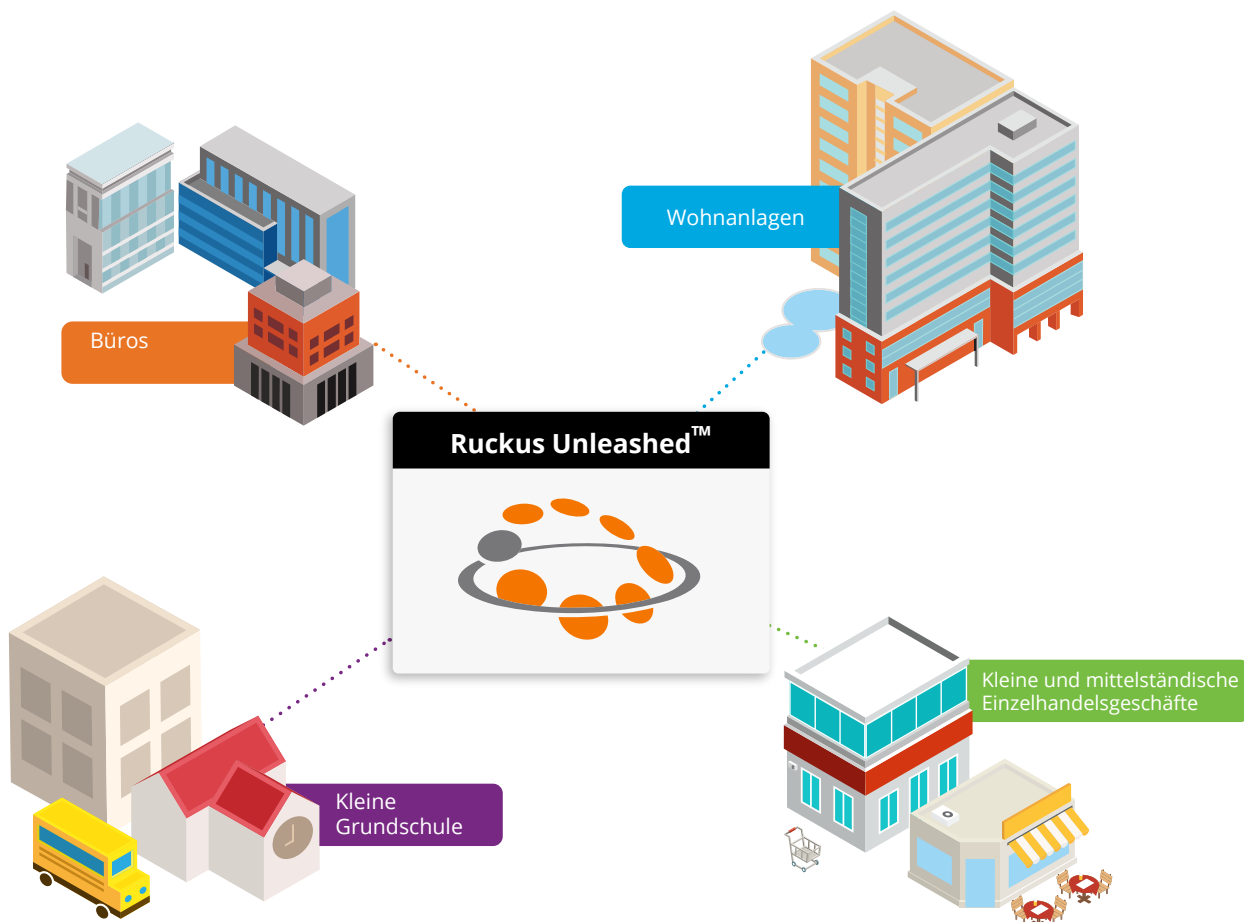 Wohnanlagen
Büros
Ruckus Unleashed™
Kleine und mittelständische
Einzelhandelsgeschäfte
Kleine
Grundschule